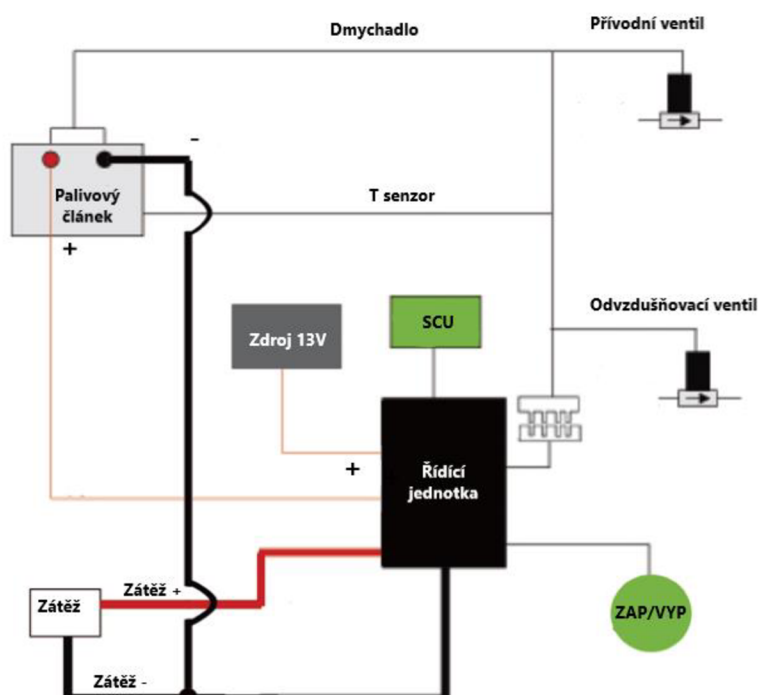 Dmychadlo
Přívodní ventil
-
Palivový
článek
T senzor
+
Odvzdušňovací ventil
SCU
Zdroj 13V
+
Řídící
jednotka
Zátěž +
Zátěž
ZAP/VYP
Zátěž -